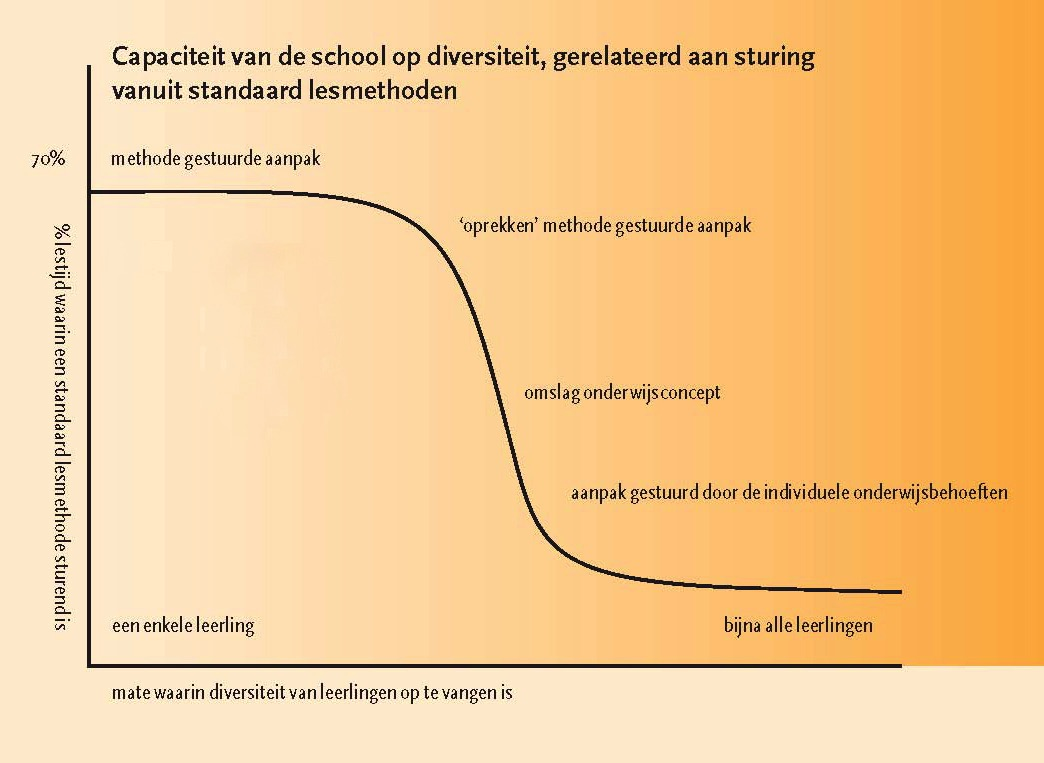 Capaciteit van de school op diversiteit, gerelateerd aan sturing
vanuit standaard lesmethoden
70%
methode gestuurde aanpak
‘oprekken’ methode gestuurde aanpak
% lestijd waarin een standaard lesmethode sturend is
omslag onderwijsconcept
aanpak gestuurd door de individuele onderwijsbehoeften
een enkele leerling
bijna alle leerlingen
mate waarin diversiteit van leerlingen op te vangen is